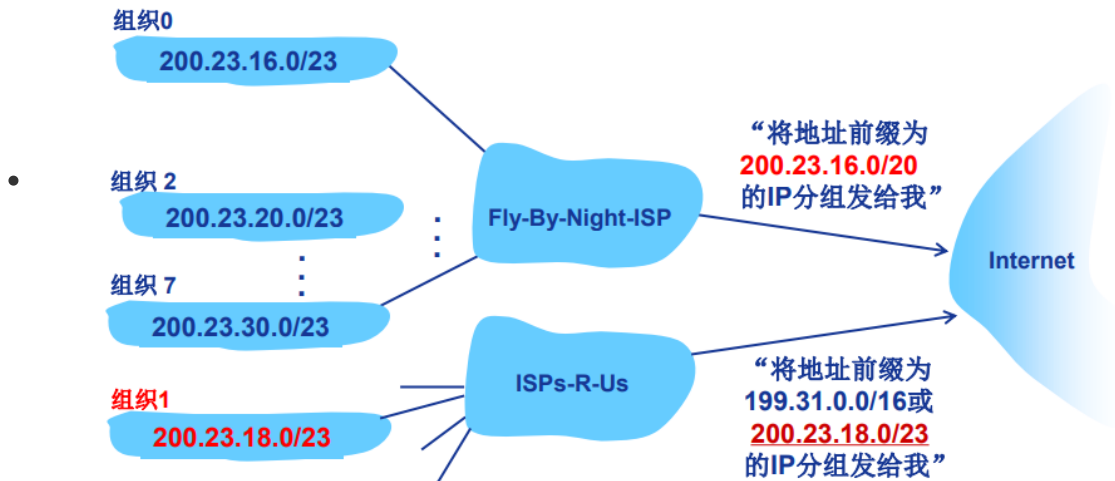 组织0
200.23.16.0/23
组织 2
200.23.20.0/23
组织 7
200.23.30.0/23
组织1
200.23.18.0/23
Fly-By-Night-ISP
ISPs-R-Us
“将地址前缀为
200.23.16.0/20
的IP分组发给我”
“将地址前缀为
199.31.0.0/16或
200.23.18.0/23
的IP分组发给我”
Internet